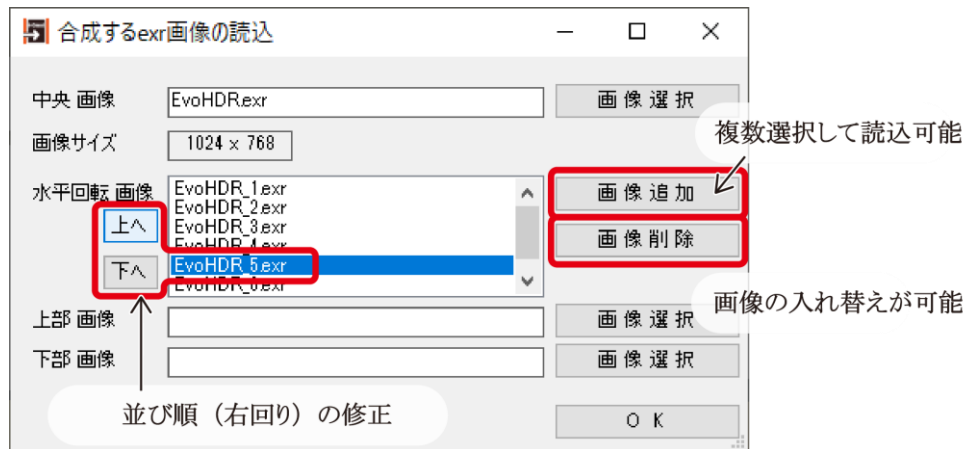 合成するexr画像の読込
中央 画像
EvoHDR.exr
画像選択
画像サイズ
1024 × 768
複数選択して読込可能
水平回転 画像
EvoHDR_1.exr
EvoHDR_2.exr
EvoHDR_3.exr
EvoHDR_4.exr
EvoHDR_5.exr
EvoHDR_6.exr
画像追加
上へ
画像削除
下へ
画像の入れ替えが可能
上部 画像
画像選択
下部 画像
画像選択
並び順（右回り）の修正
OK